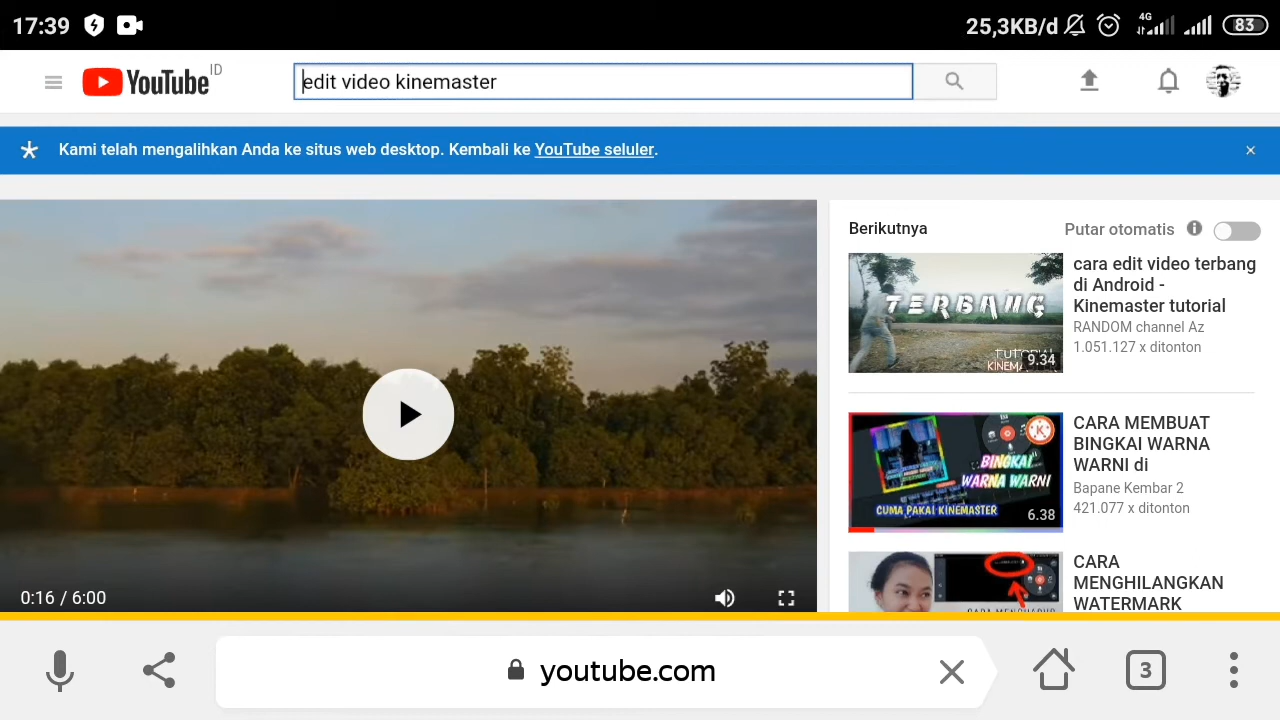 17:39
25,3KB/d
4G
83
YouTube ID
edit video kinemaster
Kami telah mengalihkan Anda ke situs web desktop. Kembali ke YouTube seluler.
Berikutnya
Putar otomatis
TERBANG
9.34
cara edit video terbang
di Android -
Kinemaster tutorial
RANDOM channel Az
1.051.127 x ditonton
K
BINGKAI
WARNA WARNI
CUMA PAKAI KINEMASTER
6.38
CARA MEMBUAT
BINGKAI WARNA
WARNI di
Bapane Kembar 2
421.077 x ditonton
CARA
MENGHILANGKAN
WATERMARK
0:16 / 6:00
youtube.com
3